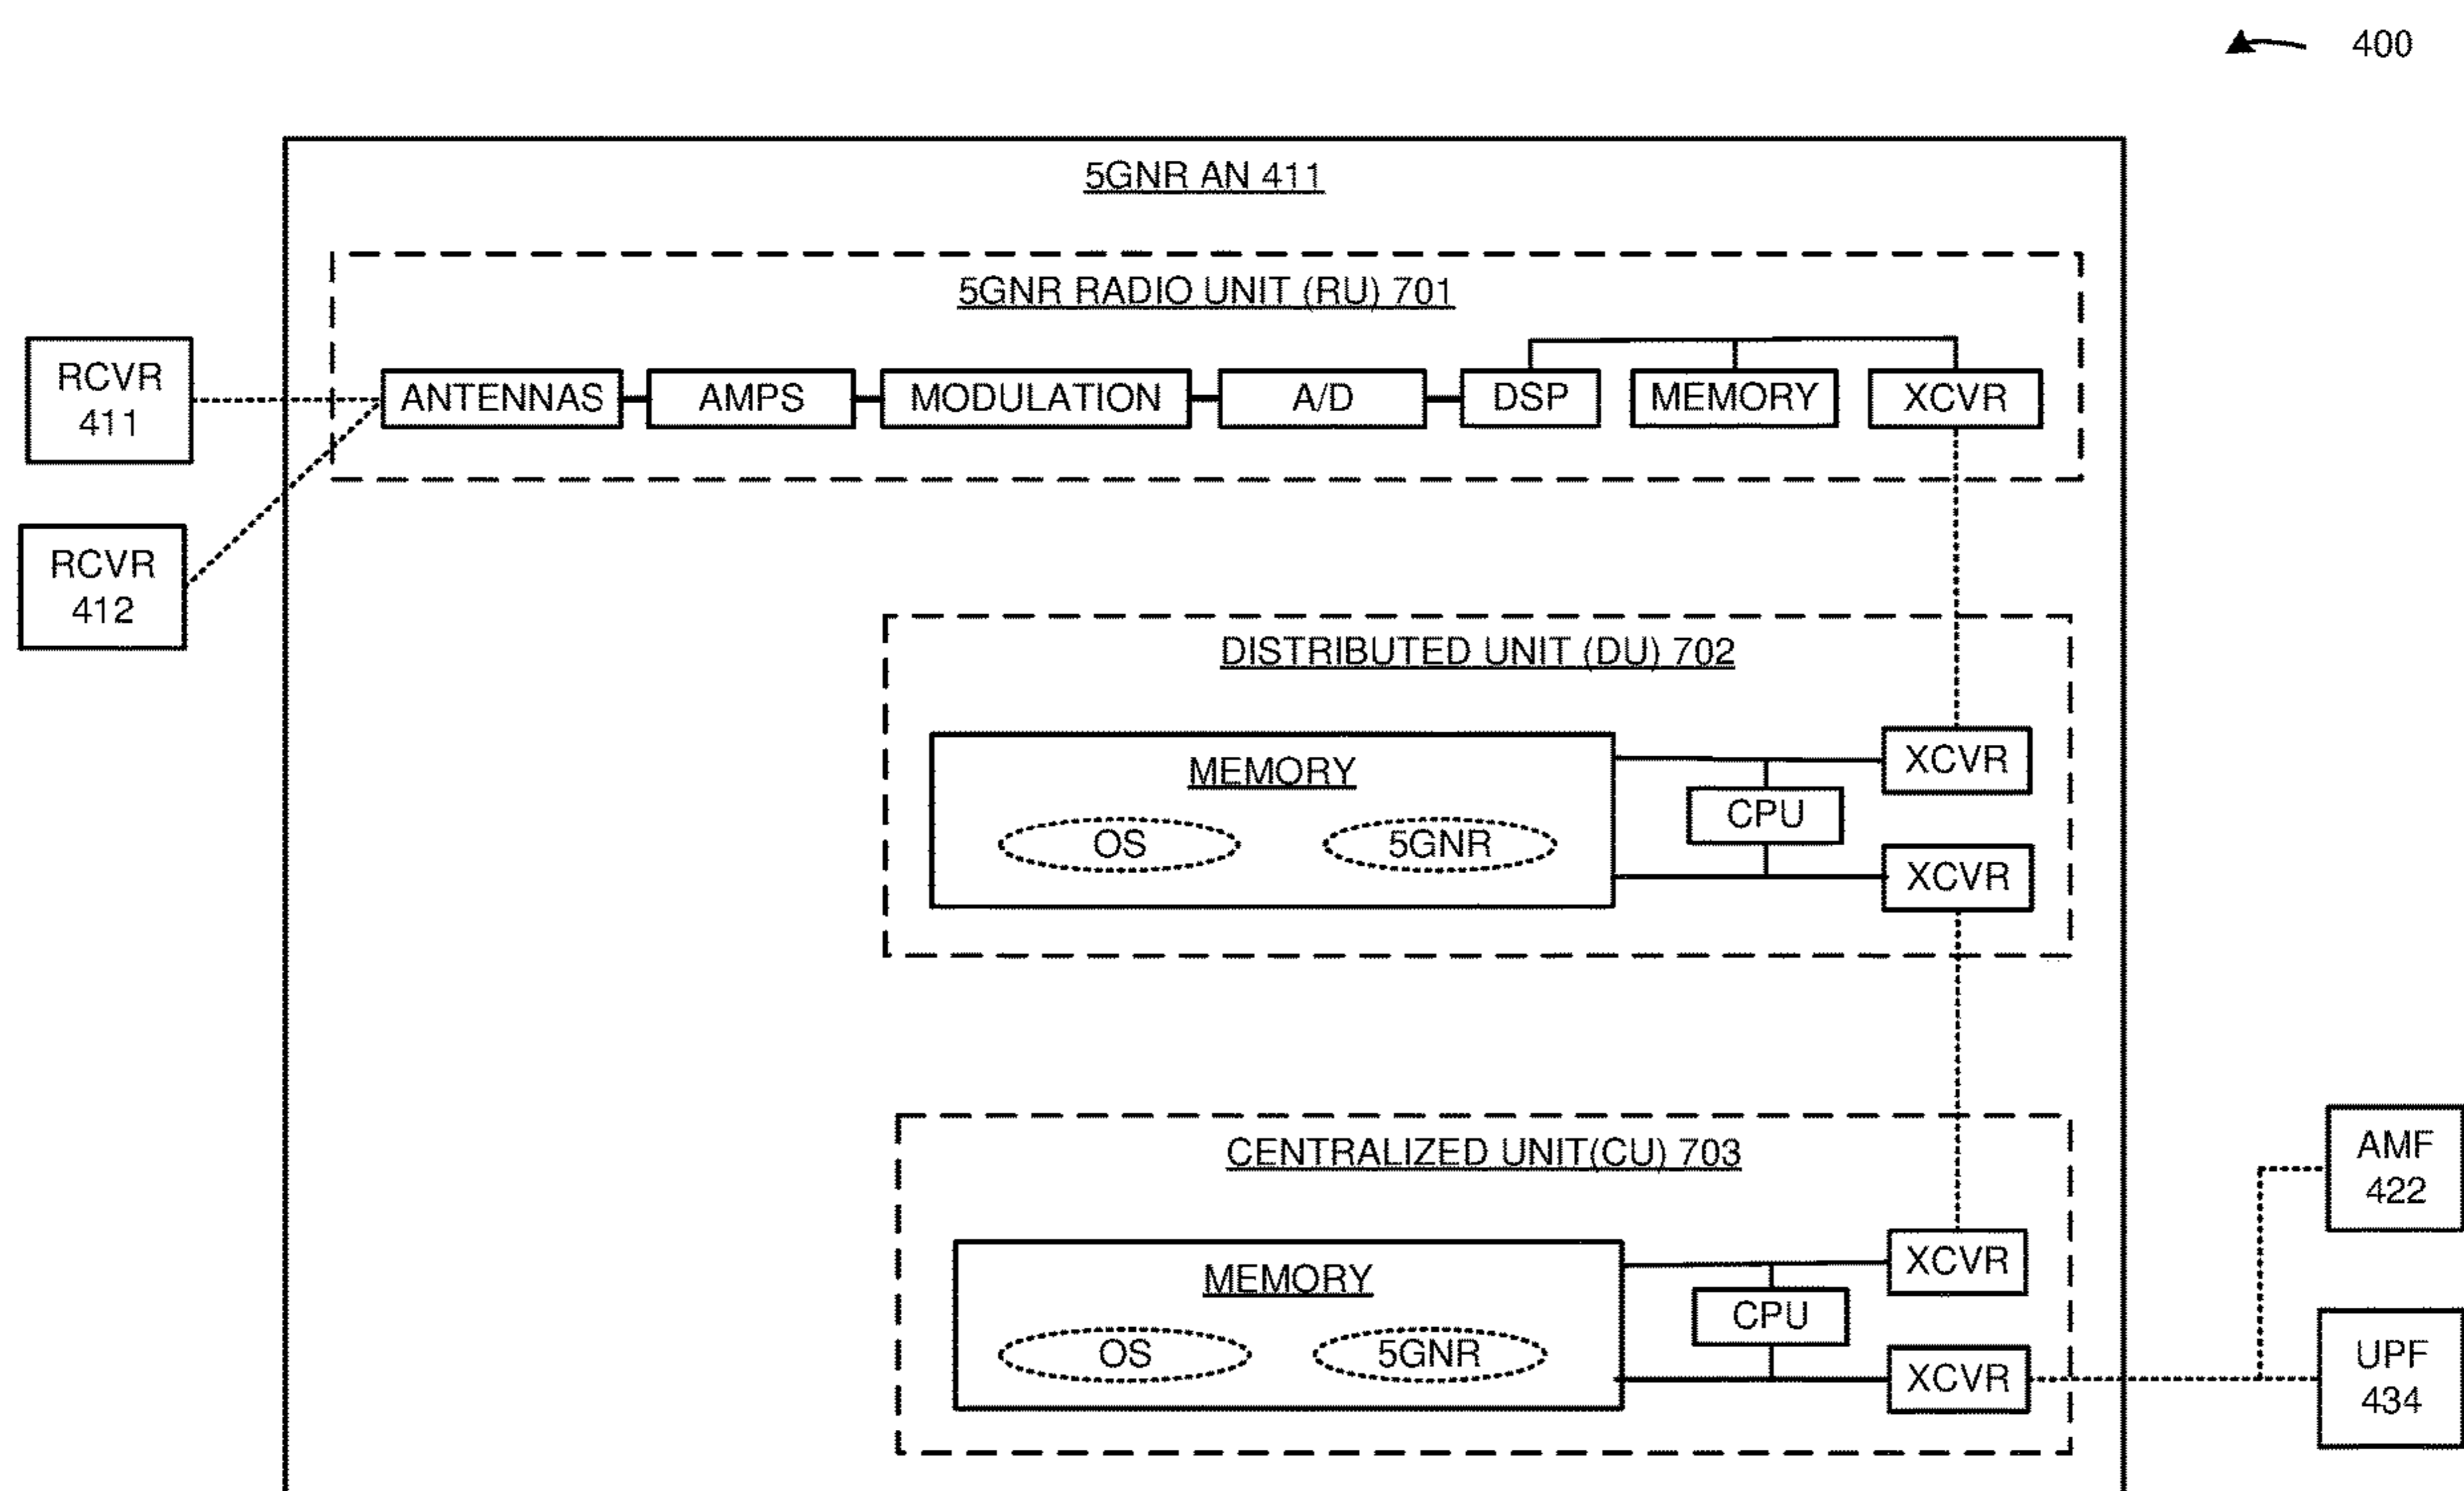 400
5GNR AN 411
5GNR RADIO UNIT (RU) 701
RCVR
411
ANTENNAS
AMPS
MODULATION
A/D
DSP
MEMORY
XCVR
RCVR
412
DISTRIBUTED UNIT (DU) 702
MEMORY
OS
5GNR
CPU
XCVR
XCVR
CENTRALIZED UNIT(CU) 703
MEMORY
OS
5GNR
CPU
XCVR
XCVR
AMF
422
UPF
434